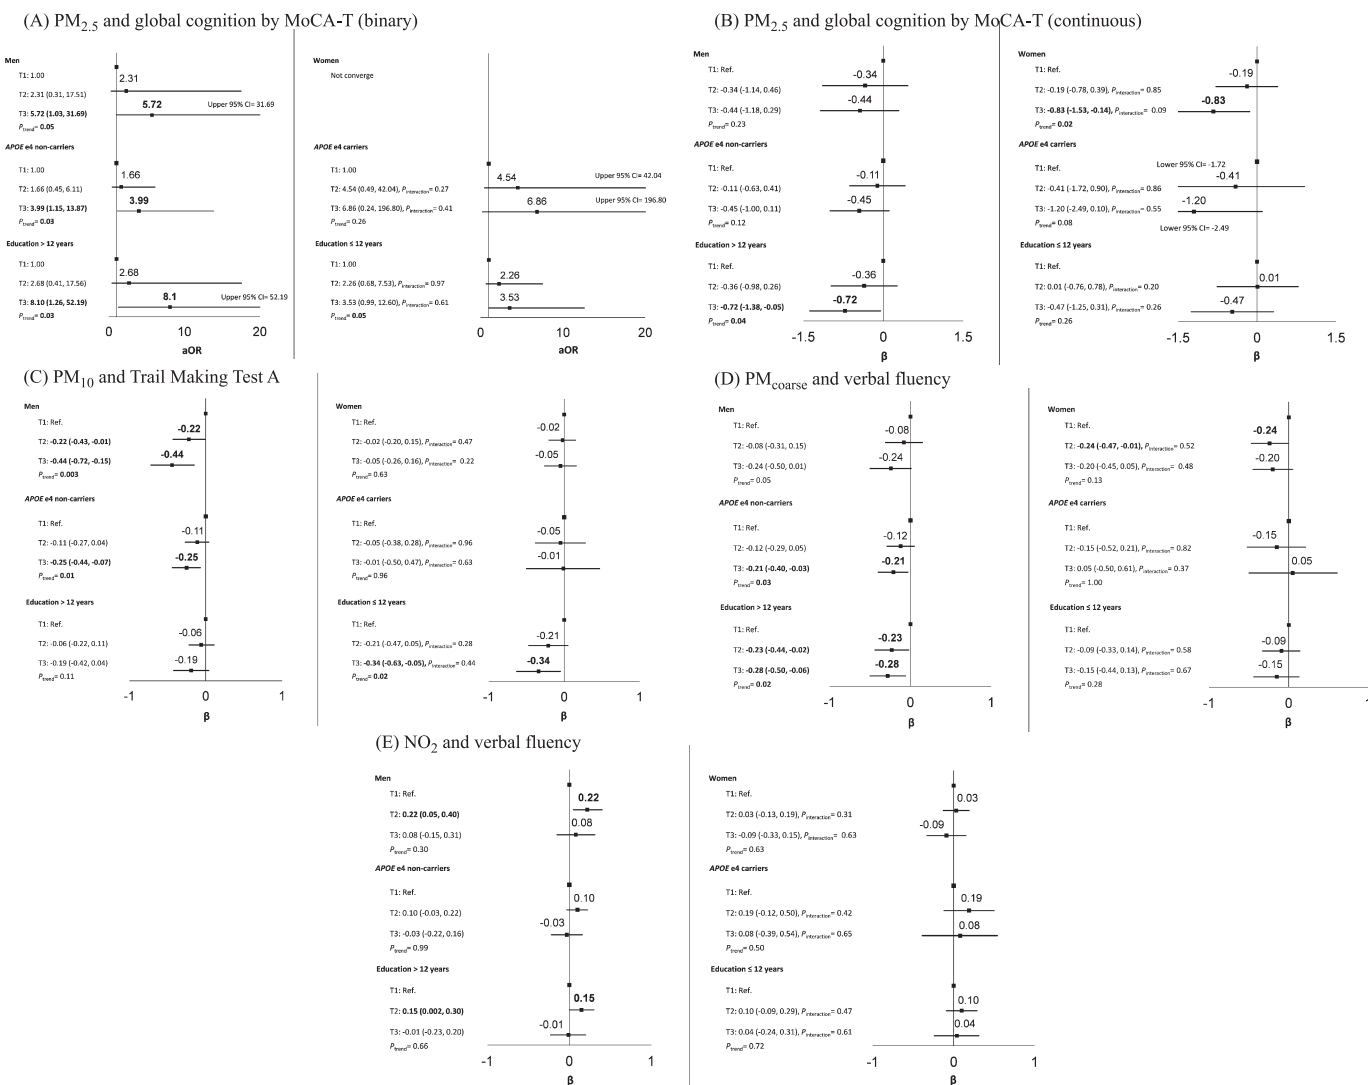 (A) PM2.5 and global cognition by MoCA-T (binary)
Men
T1: 1.00
2.31
T2: 2.31 (0.31, 17.51)
5.72
Upper 95% CI= 31.69
T3: 5.72 (1.03, 31.69)
Ptrend= 0.05
APOE e4 non-carriers
T1: 1.00
1.66
T2: 1.66 (0.45, 6.11)
3.99
T3: 3.99 (1.15, 13.87)
Ptrend= 0.03
Education > 12 years
T1: 1.00
2.68
T2: 2.68 (0.41, 17.56)
8.1
Upper 95% CI= 52.19
T3: 8.10 (1.26, 52.19)
Ptrend= 0.03
0 20
aOR
Women
Not converge
APOE e4 carriers
T1: 1.00
4.54
Upper 95% CI= 42.04
T2: 4.54 (0.49, 42.04), Pinteraction= 0.27
6.86
Upper 95% CI= 196.80
T3: 6.86 (0.24, 196.80), Pinteraction= 0.41
Ptrend= 0.26
Education ≤ 12 years
T1: 1.00
2.26
T2: 2.26 (0.68, 7.53), Pinteraction= 0.97
3.53
T3: 3.53 (0.99, 12.60), Pinteraction= 0.61
Ptrend= 0.05
0 20
aOR
(B) PM2.5 and global cognition by MoCA-T (continuous)
Men
T1: Ref.
-0.34
T2: -0.34 (-1.14, 0.46)
-0.44
T3: -0.44 (-1.18, 0.29)
Ptrend= 0.23
APOE e4 non-carriers
T1: Ref.
-0.11
T2: -0.11 (-0.63, 0.41)
-0.45
T3: -0.45 (-1.00, 0.11)
Ptrend= 0.12
Education > 12 years
T1: Ref.
-0.36
T2: -0.36 (-0.98, 0.26)
-0.72
T3: -0.72 (-1.38, -0.05)
Ptrend= 0.04
-1.5 0 1.5
β
Women
T1: Ref.
-0.19
T2: -0.19 (-0.78, 0.39), Pinteraction= 0.85
-0.83
T3: -0.83 (-1.53, -0.14), Pinteraction= 0.09
Ptrend= 0.02
APOE e4 carriers
Lower 95% CI= -1.72
T1: Ref.
-0.41
T2: -0.41 (-1.72, 0.90), Pinteraction= 0.86
-1.20
T3: -1.20 (-2.49, 0.10), Pinteraction= 0.55
Ptrend= 0.08
Lower 95% CI= -2.49
Education ≤ 12 years
T1: Ref.
0.01
T2: 0.01 (-0.76, 0.78), Pinteraction= 0.20
-0.47
T3: -0.47 (-1.25, 0.31), Pinteraction= 0.26
Ptrend= 0.26
-1.5 0 1.5
β
(C) PM10 and Trail Making Test A
Men
T1: Ref.
-0.22
T2: -0.22 (-0.43, -0.01)
-0.44
T3: -0.44 (-0.72, -0.15)
Ptrend= 0.003
APOE e4 non-carriers
T1: Ref.
-0.11
T2: -0.11 (-0.27, 0.04)
-0.25
T3: -0.25 (-0.44, -0.07)
Ptrend= 0.01
Education > 12 years
T1: Ref.
-0.06
T2: -0.06 (-0.22, 0.11)
-0.19
T3: -0.19 (-0.42, 0.04)
Ptrend= 0.11
-1 0 1
β
Women
T1: Ref.
-0.02
T2: -0.02 (-0.20, 0.15), Pinteraction= 0.47
-0.05
T3: -0.05 (-0.26, 0.16), Pinteraction= 0.22
Ptrend= 0.63
APOE e4 carriers
T1: Ref.
-0.05
T2: -0.05 (-0.38, 0.28), Pinteraction= 0.96
-0.01
T3: -0.01 (-0.50, 0.47), Pinteraction= 0.63
Ptrend= 0.96
Education ≤ 12 years
T1: Ref.
-0.21
T2: -0.21 (-0.47, 0.05), Pinteraction= 0.28
-0.34
T3: -0.34 (-0.63, -0.05), Pinteraction= 0.44
Ptrend= 0.02
-1 0 1
β
(D) PMcoarse and verbal fluency
Men
T1: Ref.
-0.08
T2: -0.08 (-0.31, 0.15)
-0.24
T3: -0.24 (-0.50, 0.01)
Ptrend= 0.05
APOE e4 non-carriers
T1: Ref.
-0.12
T2: -0.12 (-0.29, 0.05)
-0.21
T3: -0.21 (-0.40, -0.03)
Ptrend= 0.03
Education > 12 years
T1: Ref.
-0.23
T2: -0.23 (-0.44, -0.02)
-0.28
T3: -0.28 (-0.50, -0.06)
Ptrend= 0.02
-1 0 1
β
Women
T1: Ref.
-0.24
T2: -0.24 (-0.47, -0.01), Pinteraction= 0.52
-0.20
T3: -0.20 (-0.45, 0.05), Pinteraction= 0.48
Ptrend= 0.13
APOE e4 carriers
T1: Ref.
-0.15
T2: -0.15 (-0.52, 0.21), Pinteraction= 0.82
0.05
T3: 0.05 (-0.50, 0.61), Pinteraction= 0.37
Ptrend= 1.00
Education ≤ 12 years
T1: Ref.
-0.09
T2: -0.09 (-0.33, 0.14), Pinteraction= 0.58
-0.15
T3: -0.15 (-0.44, 0.13), Pinteraction= 0.67
Ptrend= 0.28
-1 0 1
β
(E) NO2 and verbal fluency
Men
T1: Ref.
0.22
T2: 0.22 (0.05, 0.40)
0.08
T3: 0.08 (-0.15, 0.31)
Ptrend= 0.30
APOE e4 non-carriers
T1: Ref.
0.10
T2: 0.10 (-0.03, 0.22)
-0.03
T3: -0.03 (-0.22, 0.16)
Ptrend= 0.99
Education > 12 years
T1: Ref.
0.15
T2: 0.15 (0.002, 0.30)
-0.01
T3: -0.01 (-0.23, 0.20)
Ptrend= 0.66
-1 0 1
β
Women
T1: Ref.
0.03
T2: 0.03 (-0.13, 0.19), Pinteraction= 0.31
-0.09
T3: -0.09 (-0.33, 0.15), Pinteraction= 0.63
Ptrend= 0.63
APOE e4 carriers
T1: Ref.
0.19
T2: 0.19 (-0.12, 0.50), Pinteraction= 0.42
0.08
T3: 0.08 (-0.39, 0.54), Pinteraction= 0.65
Ptrend= 0.50
Education ≤ 12 years
T1: Ref.
0.10
T2: 0.10 (-0.09, 0.29), Pinteraction= 0.47
0.04
T3: 0.04 (-0.24, 0.31), Pinteraction= 0.61
Ptrend= 0.72
-1 0 1
β